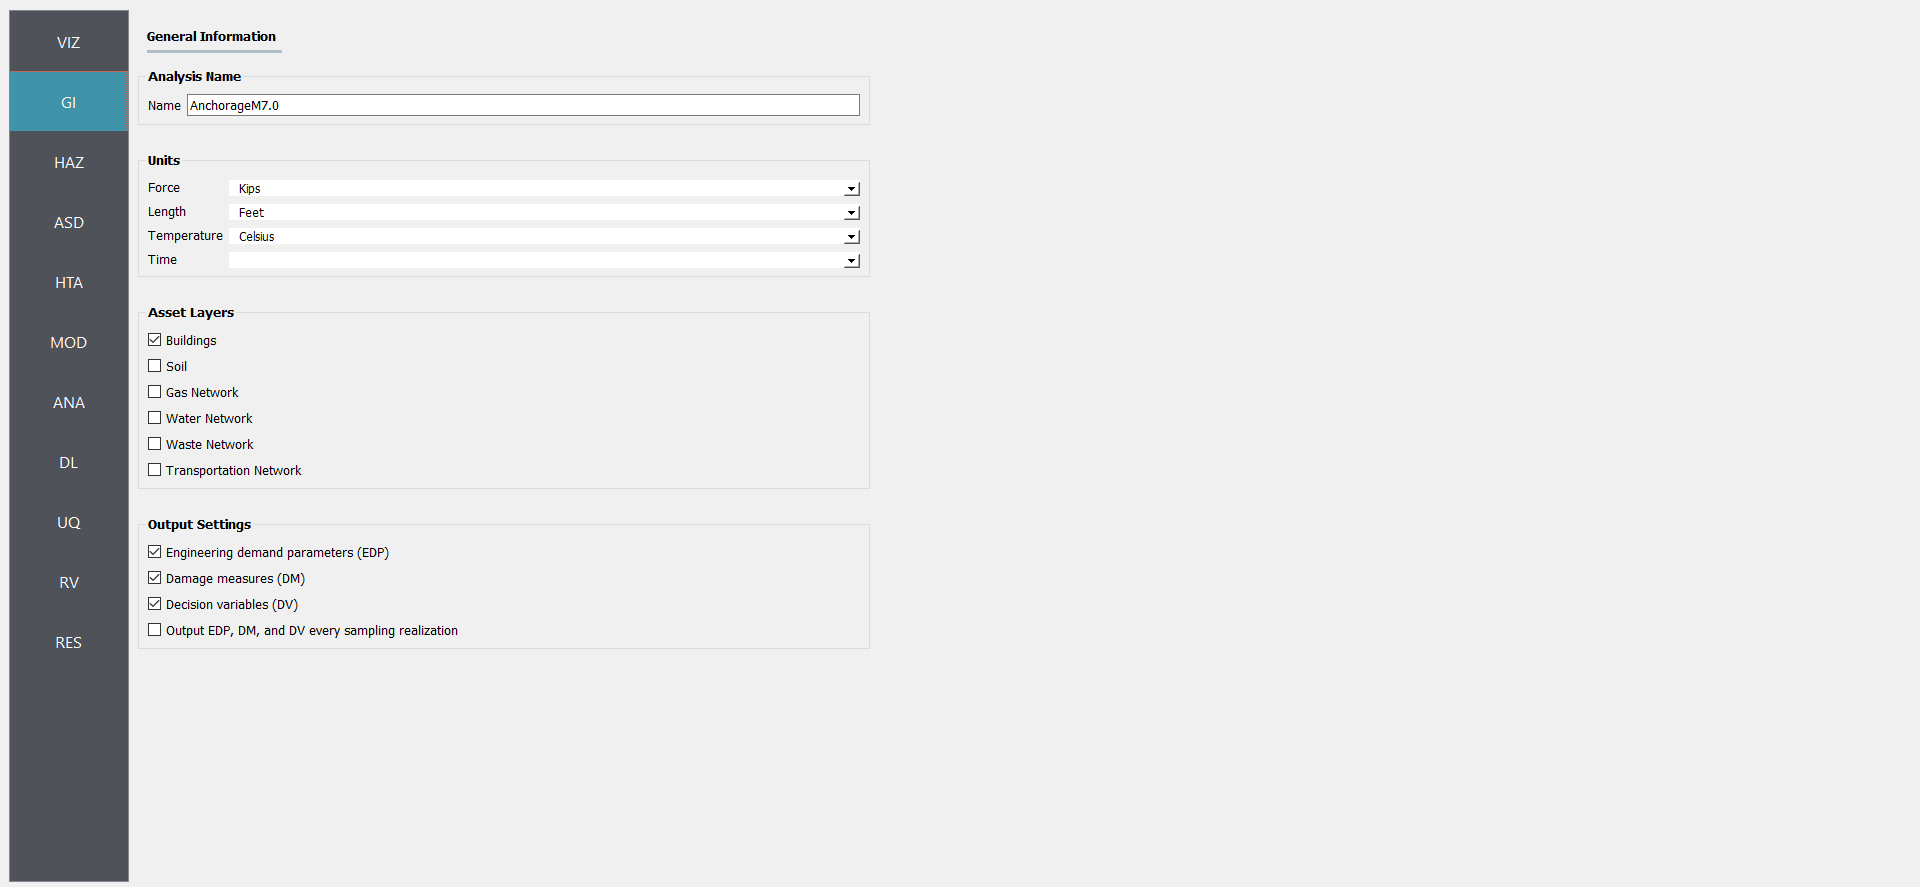 VIZ
GI
HAZ
ASD
HTA
MOD
ANA
DL
UQ
RV
RES
General Information
Analysis Name
Name AnchorageM7.0
Units
Force Kips
Length Feet
Temperature Celsius
Time
Asset Layers
Buildings
Soil
Gas Network
Water Network
Waste Network
Transportation Network
Output Settings
Engineering demand parameters (EDP)
Damage measures (DM)
Decision variables (DV)
Output EDP, DM, and DV every sampling realization